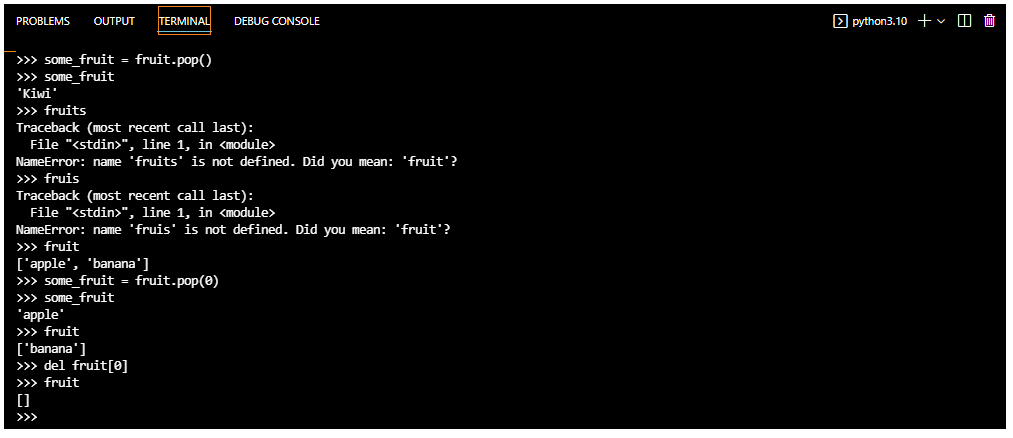 PROBLEMS OUTPUT TERMINAL DEBUG CONSOLE python3.10
>>> some_fruit = fruit.pop()
>>> some_fruit
'Kiwi'
>>> fruits
Traceback (most recent call last):
  File "<stdin>", line 1, in <module>
NameError: name 'fruits' is not defined. Did you mean: 'fruit'?
>>> fruis
Traceback (most recent call last):
  File "<stdin>", line 1, in <module>
NameError: name 'fruis' is not defined. Did you mean: 'fruit'?
>>> fruit
['apple', 'banana']
>>> some_fruit = fruit.pop(0)
>>> some_fruit
'apple'
>>> fruit
['banana']
>>> del fruit[0]
>>> fruit
[]
>>>